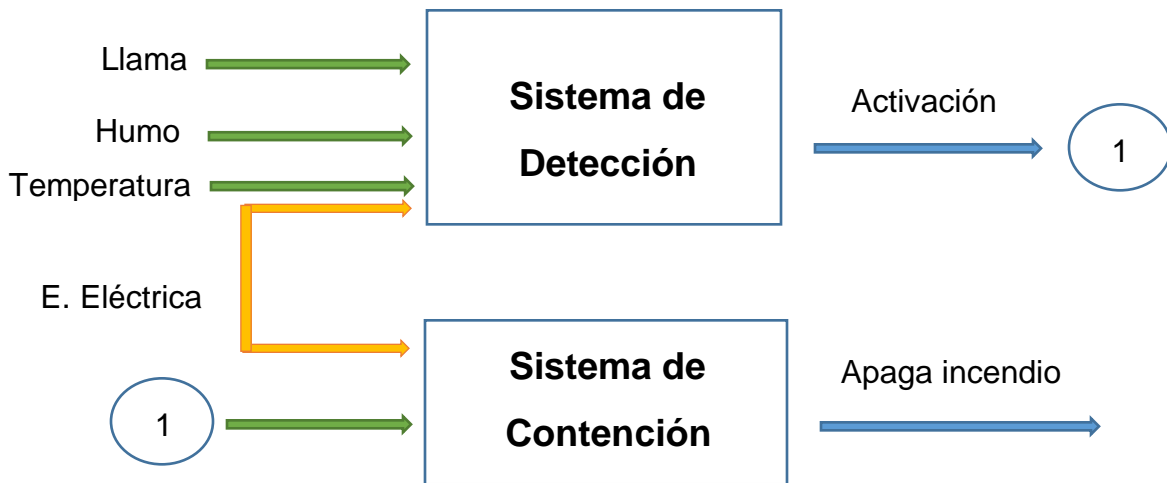 Llama
Humo
Temperatura
E. Eléctrica
Sistema de
Detección
Activación
1
1
Sistema de
Contención
Apaga incendio